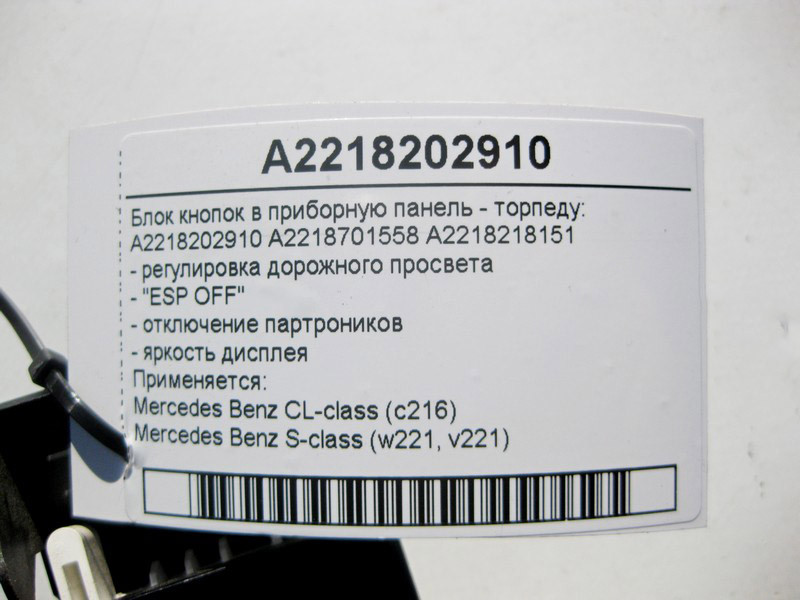 A2218202910
Блок кнопок в приборную панель - торпеду:
A2218202910 A2218701558 A2218218151
- регулировка дорожного просвета
- "ESP OFF"
- отключение партроников
- яркость дисплея
Применяется:
Mercedes Benz CL-class (c216)
Mercedes Benz S-class (w221, v221)